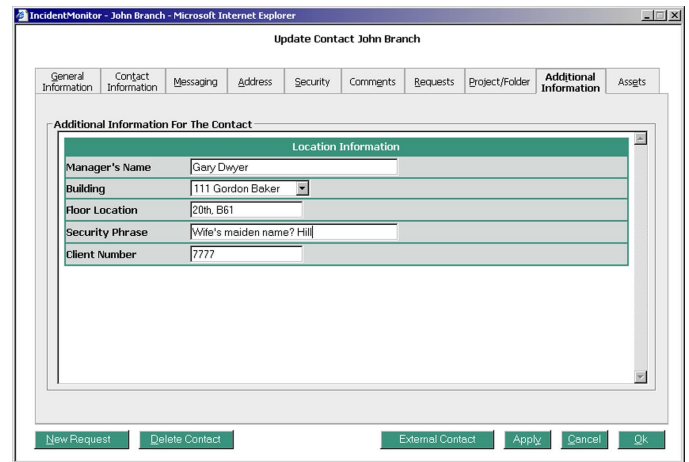 IncidentMonitor - John Branch - Microsoft Internet Explorer
Update Contact John Branch
General Information Contact Information Messaging Address Security Comments Requests Project/Folder Additional Information Assets
Additional Information For The Contact
Location Information
Manager's Name Gary Dwyer
Building 111 Gordon Baker
Floor Location 20th, B61
Security Phrase Wife's maiden name? Hill
Client Number 7777
New Request Delete Contact External Contact Apply Cancel Ok